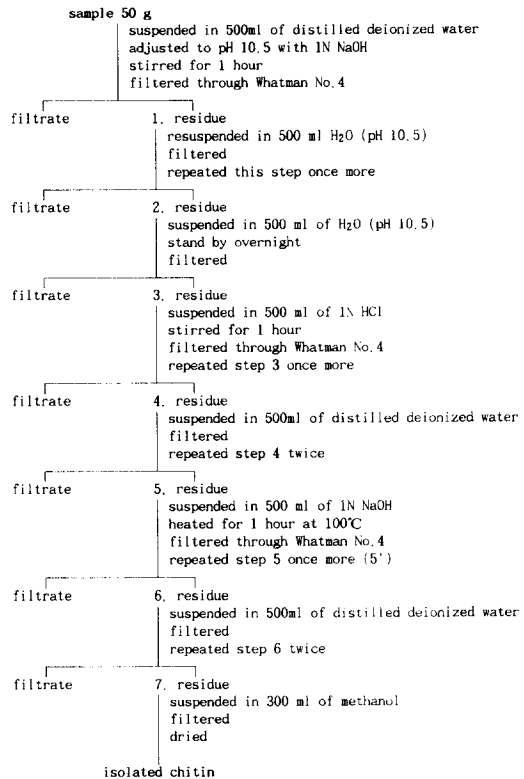 sample 50 g
suspended in 500ml of distilled deionized water
adjusted to pH 10.5 with 1N NaOH
stirred for 1 hour
filtered through Whatman No.4
filtrate 1. residue
resuspended in 500 ml H₂O (pH 10.5)
filtered
repeated this step once more
filtrate 2. residue
suspended in 500 ml of H₂O (pH 10.5)
stand by overnight
filtered
filtrate 3. residue
suspended in 500 ml of 1N HCl
stirred for 1 hour
filtered through Whatman No.4
repeated step 3 once more
filtrate 4. residue
suspended in 500ml of distilled deionized water
filtered
repeated step 4 twice
filtrate 5. residue
suspended in 500 ml of 1N NaOH
heated for 1 hour at 100℃
filtered through Whatman No.4
repeated step 5 once more (5')
filtrate 6. residue
suspended in 500ml of distilled deionized water
filtered
repeated step 6 twice
filtrate 7. residue
suspended in 300 ml of methanol
filtered
dried
isolated chitin